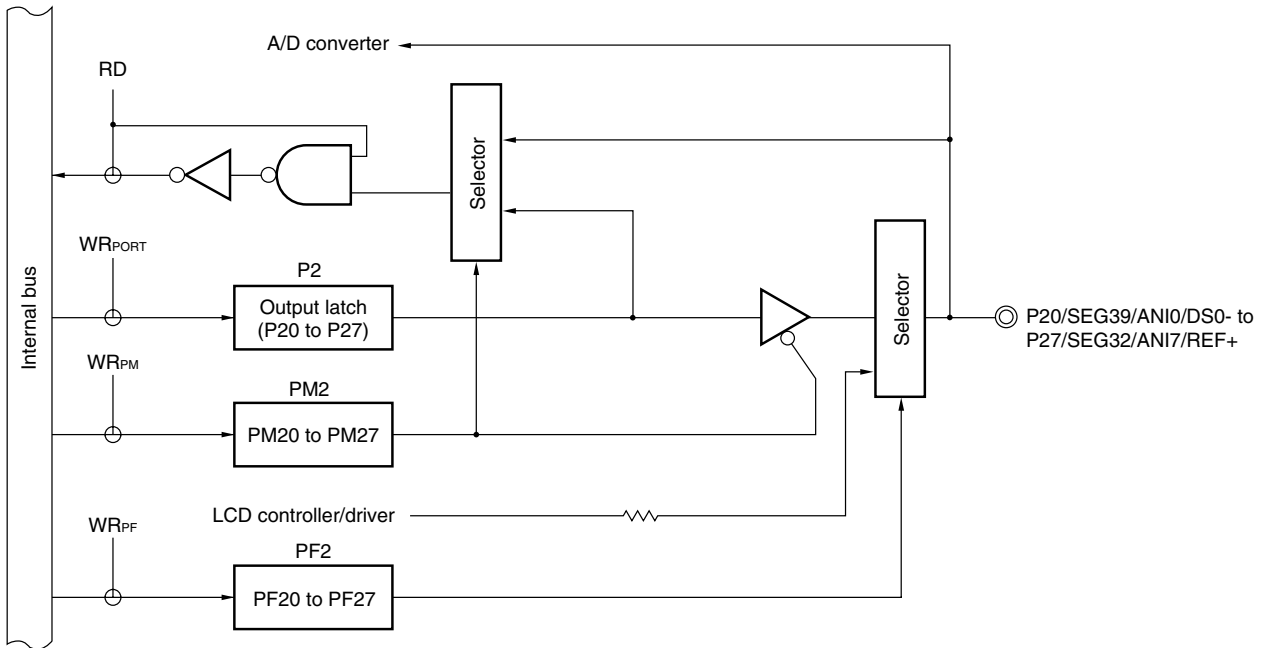 A/D converter
RD
Selector
WRPORT
P2
Output latch
(P20 to P27)
Internal bus
Selector
P20/SEG39/ANI0/DS0- to
P27/SEG32/ANI7/REF+
WRPM
PM2
PM20 to PM27
LCD controller/driver
WRPF
PF2
PF20 to PF27